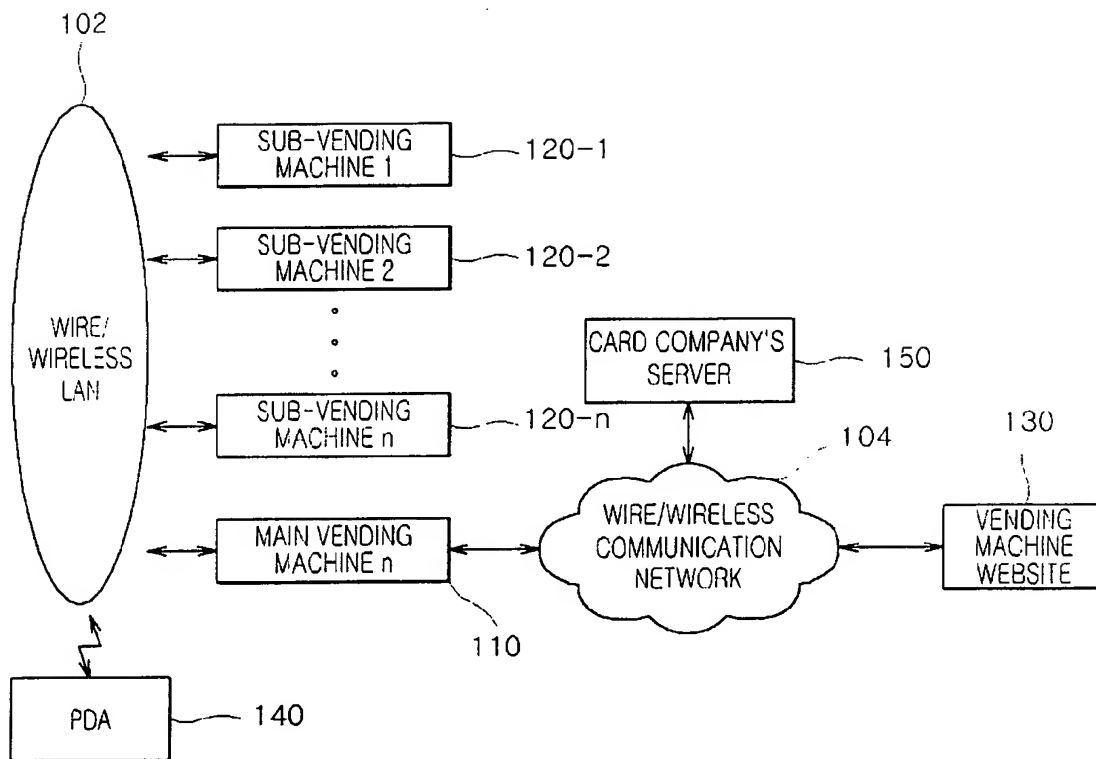 102
SUB-VENDING
MACHINE 1
120-1
SUB-VENDING
MACHINE 2
120-2
WIRE/
WIRELESS
LAN
CARD COMPANY'S
SERVER
150
SUB-VENDING
MACHINE n
120-n
104
130
MAIN VENDING
MACHINE n
WIRE/WIRELESS
COMMUNICATION
NETWORK
VENDING
MACHINE
WEBSITE
110
PDA
140